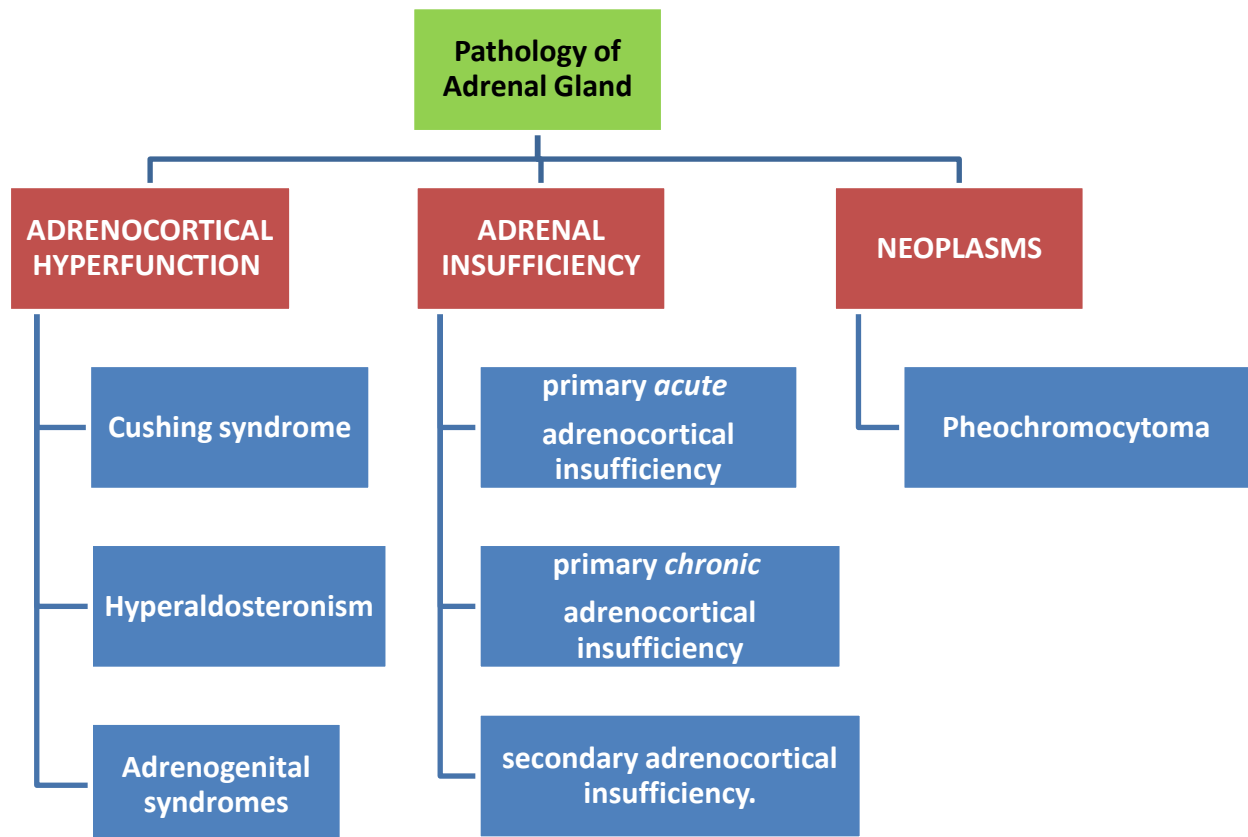 Pathology of
Adrenal Gland
ADRENOCORTICAL
HYPERFUNCTION
Cushing syndrome
Hyperaldosteronism
Adrenogenital
syndromes
ADRENAL
INSUFFICIENCY
primary acute
adrenocortical
insufficiency
primary chronic
adrenocortical
insufficiency
secondary adrenocortical
insufficiency.
NEOPLASMS
Pheochromocytoma